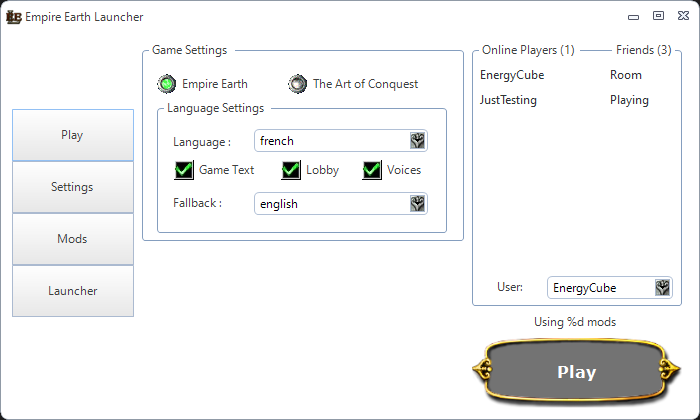 Empire Earth Launcher
Play
Settings
Mods
Launcher
Game Settings
Empire Earth
The Art of Conquest
Language Settings
Language :
french
Game Text
Lobby
Voices
Fallback :
english
Online Players (1)
Friends (3)
EnergyCube
Room
JustTesting
Playing
User:
EnergyCube
Using %d mods
Play